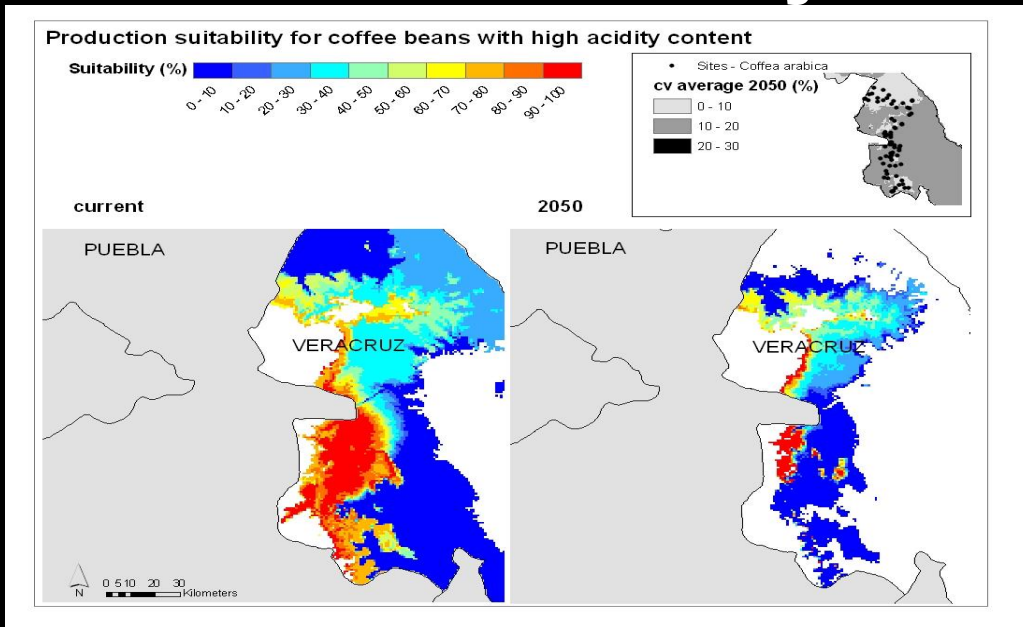 Production suitability for coffee beans with high acidity content
Suitability (%)
0 - 10
10 - 20
20 - 30
30 - 40
40 - 50
50 - 60
60 - 70
70 - 80
80 - 90
90 - 100
Sites - Coffea arabica
cv average 2050 (%)
0 - 10
10 - 20
20 - 30
current
2050
PUEBLA
VERACRUZ
N
0 5 10 20 30
Kilometers
PUEBLA
VERACRUZ